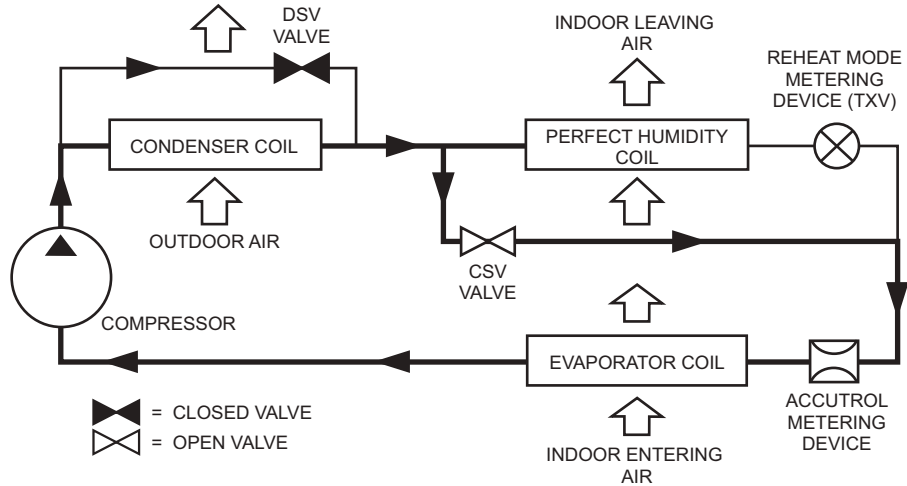 DSV
VALVE
INDOOR LEAVING
AIR
REHEAT MODE
METERING
DEVICE (TXV)
CONDENSER COIL
PERFECT HUMIDITY
COIL
OUTDOOR AIR
CSV
VALVE
COMPRESSOR
EVAPORATOR COIL
ACCUTROL
METERING
DEVICE
= CLOSED VALVE
= OPEN VALVE
INDOOR ENTERING
AIR